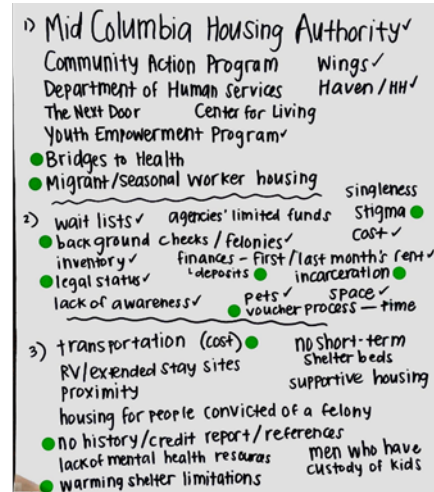 1) Mid Columbia Housing Authority✓
Community Action Program Wings✓
Department of Human Services Haven/HH✓
The Next Door Center for Living
Youth Empowerment Program✓
Bridges to Health
Migrant/seasonal worker housing
singleness
2) wait lists✓ agencies' limited funds stigma
background checks/felonies✓ cost✓
inventory✓ finances - first/last month's rent✓
legal status✓ deposits incarceration
lack of awareness✓ pets✓ space✓
voucher process — time
3) transportation (cost) no short-term
shelter beds
RV/extended stay sites
proximity supportive housing
housing for people convicted of a felony
no history/credit report/references
lack of mental health resources men who have
custody of kids
warming shelter limitations